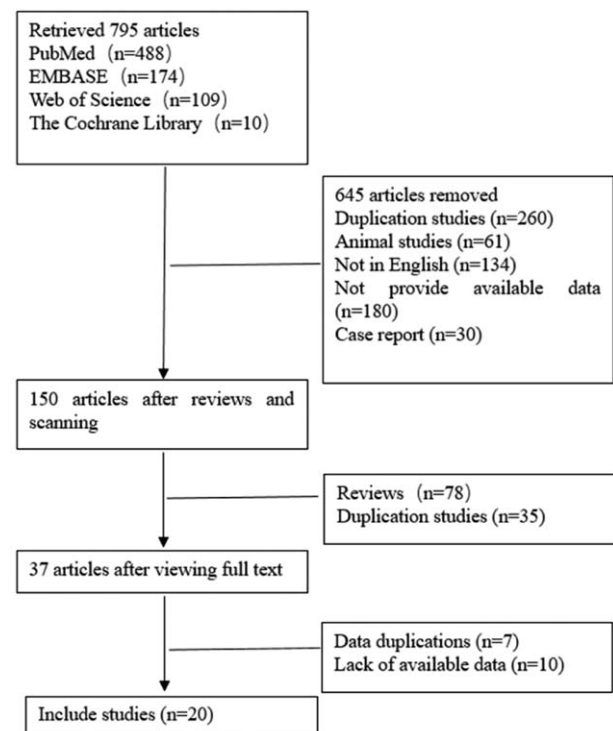 Retrieved 795 articles
PubMed (n=488)
EMBASE (n=174)
Web of Science (n=109)
The Cochrane Library (n=10)
645 articles removed
Duplication studies (n=260)
Animal studies (n=61)
Not in English (n=134)
Not provide available data
(n=180)
Case report (n=30)
150 articles after reviews and
scanning
Reviews (n=78)
Duplication studies (n=35)
37 articles after viewing full text
Data duplications (n=7)
Lack of available data (n=10)
Include studies (n=20)